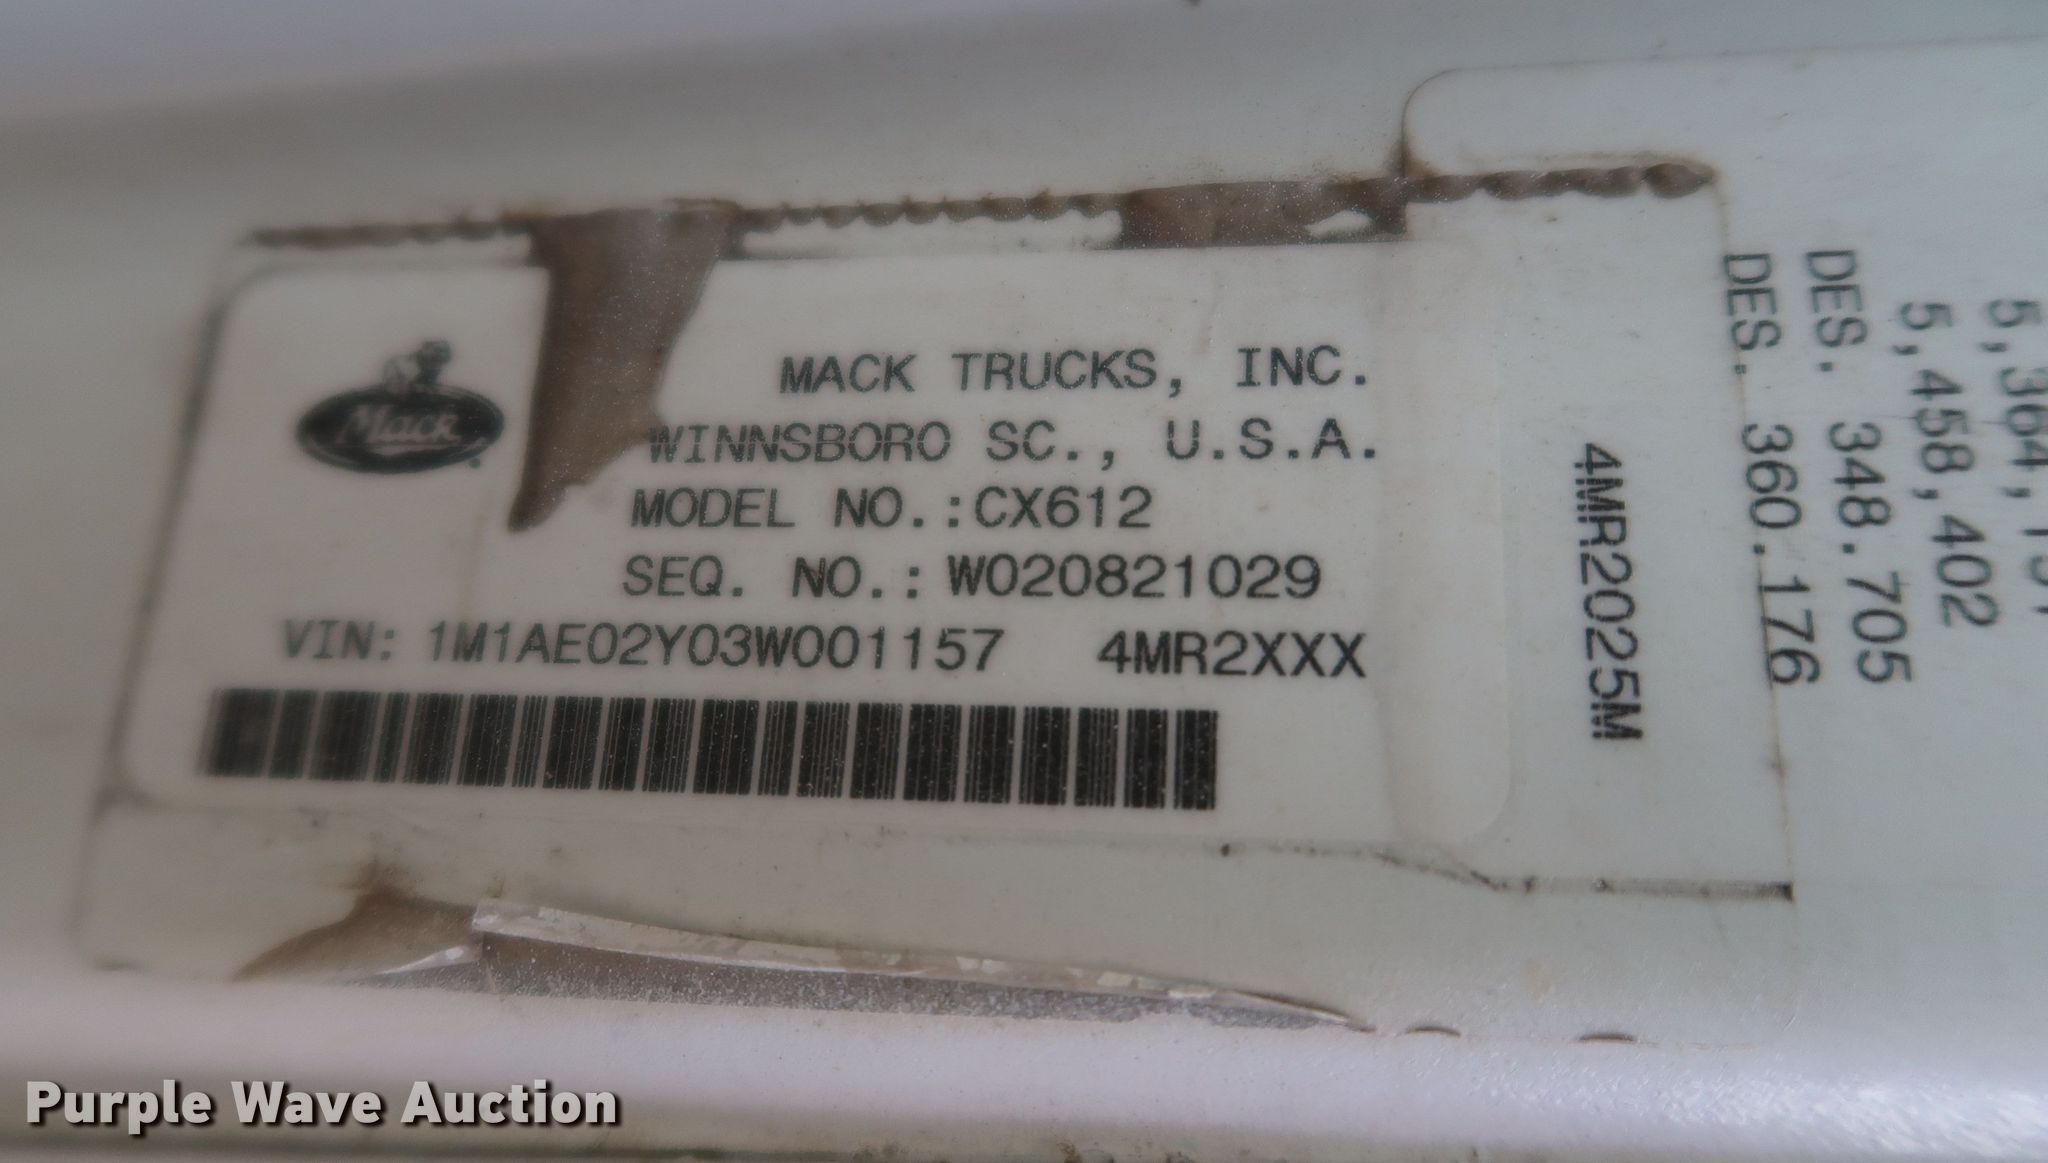 Mack
MACK TRUCKS, INC.
WINNSBORO SC., U.S.A.
MODEL NO.:CX612
SEQ. NO.: W020821029
VIN: 1M1AE02Y03W001157 4MR2XXX
4MR2025M
5,458,402
DES. 348.705
DES. 360.176
Purple Wave Auction